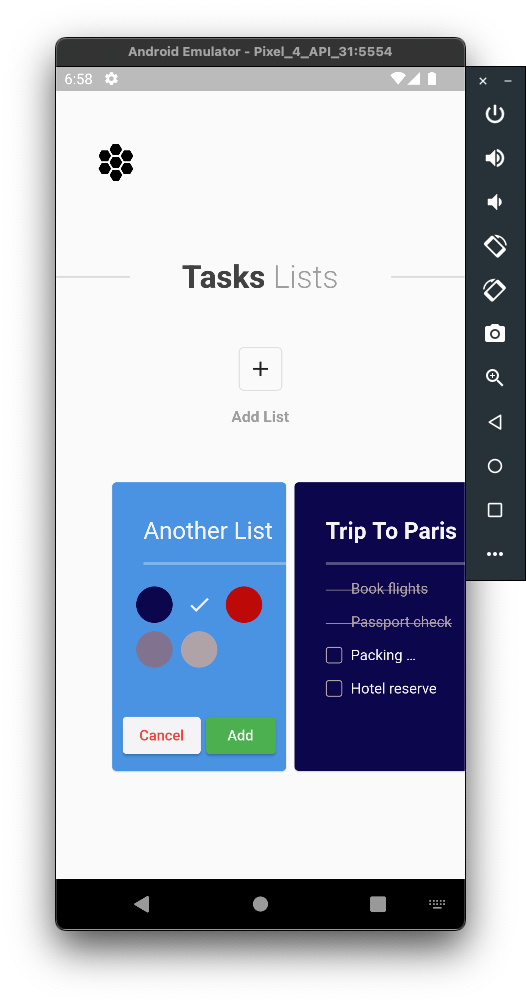 Android Emulator - Pixel_4_API_31:5554
6:58
Tasks Lists
Add List
Another List
Cancel
Add
Trip To Paris
Book flights
Passport check
Packing ...
Hotel reserve